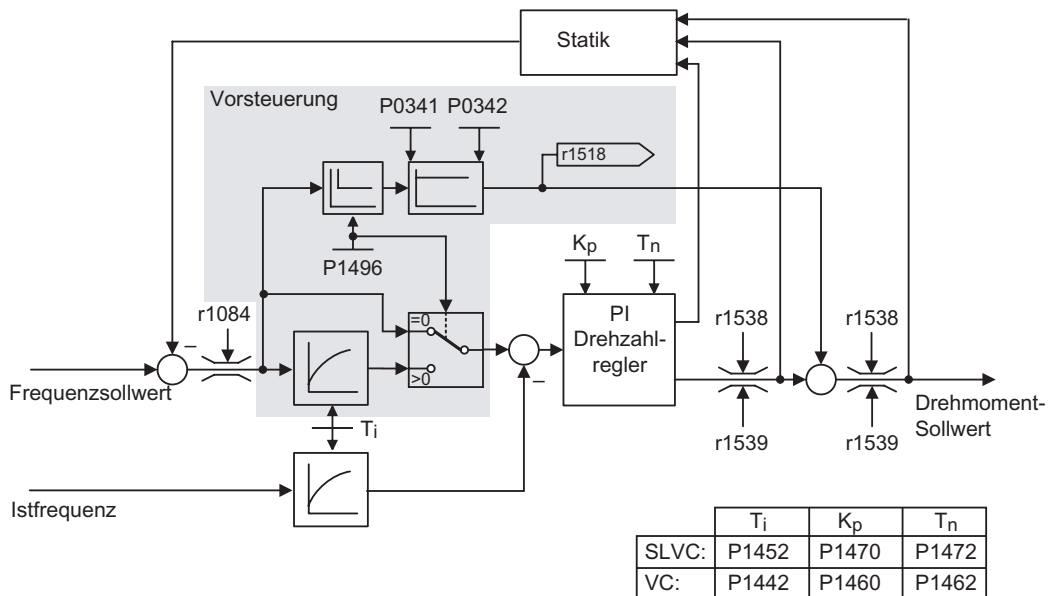 Statik
Vorsteuerung
P0341 P0342
r1518
P1496
Kp Tn
r1084
=0
>0
PI
Drehzahl-
regler
r1538 r1538
Frequenzsollwert
r1539 r1539
Drehmoment-
Sollwert
Ti
Istfrequenz
Ti Kp Tn
SLVC: P1452 P1470 P1472
VC: P1442 P1460 P1462